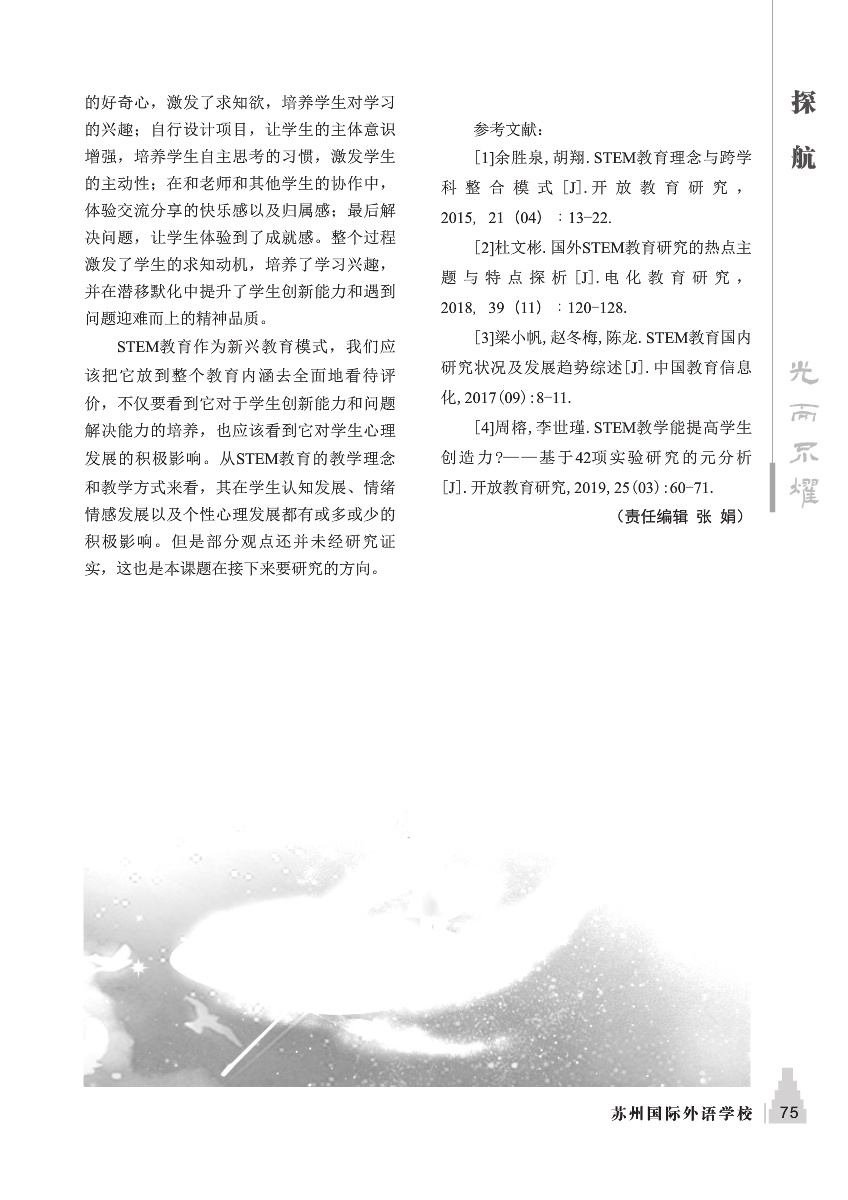 的好奇心，激发了求知欲，培养学生对学习
的兴趣；自行设计项目，让学生的主体意识
增强，培养学生自主思考的习惯，激发学生
的主动性；在和老师和其他学生的协作中，
体验交流分享的快乐感以及归属感；最后解
决问题，让学生体验到了成就感。整个过程
激发了学生的求知动机，培养了学习兴趣，
并在潜移默化中提升了学生创新能力和遇到
问题迎难而上的精神品质。
STEM教育作为新兴教育模式，我们应
该把它放到整个教育内涵去全面地看待评
价，不仅要看到它对于学生创新能力和问题
解决能力的培养，也应该看到它对学生心理
发展的积极影响。从STEM教育的教学理念
和教学方式来看，其在学生认知发展、情绪
情感发展以及个性心理发展都有或多或少的
积极影响。但是部分观点还并未经研究证
实，这也是本课题在接下来要研究的方向。
参考文献：
[1]余胜泉,胡翔. STEM教育理念与跨学
科整合模式[J].开放教育研究，
2015, 21 (04) ：13-22.
[2]杜文彬. 国外STEM教育研究的热点主
题与特点探析[J].电化教育研究，
2018, 39 (11) ：120-128.
[3]梁小帆,赵冬梅,陈龙. STEM教育国内
研究状况及发展趋势综述[J]. 中国教育信息
化,2017(09):8-11.
[4]周榕,李世瑾. STEM教学能提高学生
创造力?——基于42项实验研究的元分析
[J]. 开放教育研究,2019,25(03):60-71.
（责任编辑 张 娟）
探
航
光
而
不
耀
苏州国际外语学校
75